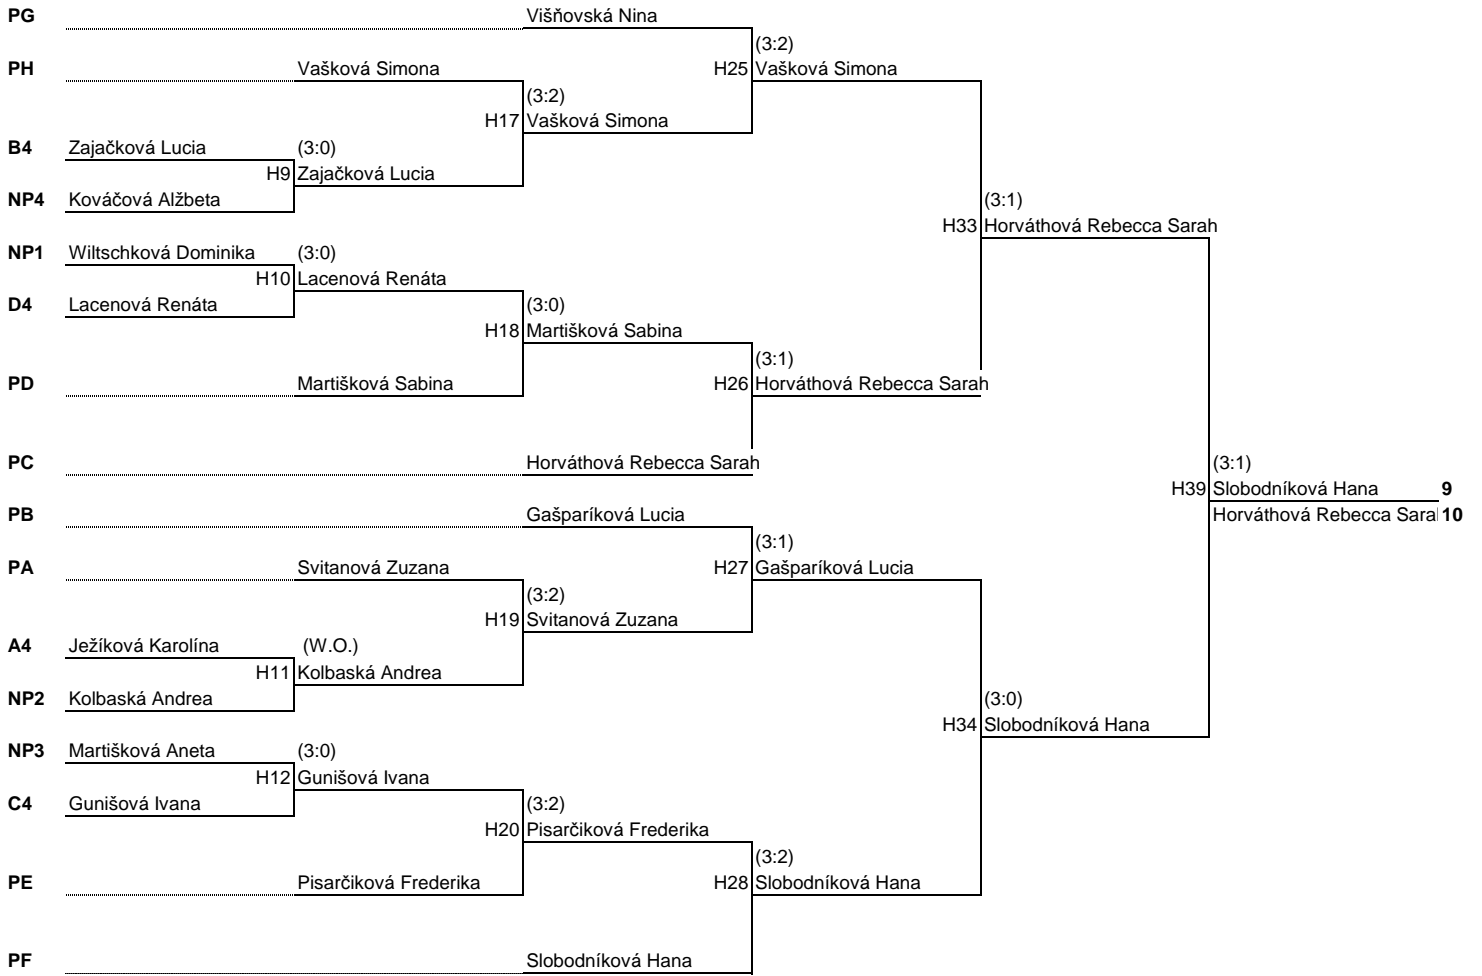 PG Višňovská Nina
(3:2)
PH Vašková Simona H25 Vašková Simona
(3:2)
H17 Vašková Simona
B4 Zajačková Lucia (3:0)
H9 Zajačková Lucia
NP4 Kováčová Alžbeta (3:1)
H33 Horváthová Rebecca Sarah
NP1 Wiltschková Dominika (3:0)
H10 Lacenová Renáta
D4 Lacenová Renáta (3:0)
H18 Martišková Sabina
(3:1)
PD Martišková Sabina H26 Horváthová Rebecca Sarah
PC Horváthová Rebecca Sarah (3:1)
H39 Slobodníková Hana 9
PB Gašparíková Lucia Horváthová Rebecca Sara 10
(3:1)
PA Svitanová Zuzana H27 Gašparíková Lucia
(3:2)
H19 Svitanová Zuzana
A4 Ježíková Karolína (W.O.)
H11 Kolbaská Andrea
NP2 Kolbaská Andrea (3:0)
H34 Slobodníková Hana
NP3 Martišková Aneta (3:0)
H12 Gunišová Ivana
C4 Gunišová Ivana (3:2)
H20 Pisarčiková Frederika
(3:2)
PE Pisarčiková Frederika H28 Slobodníková Hana
PF Slobodníková Hana